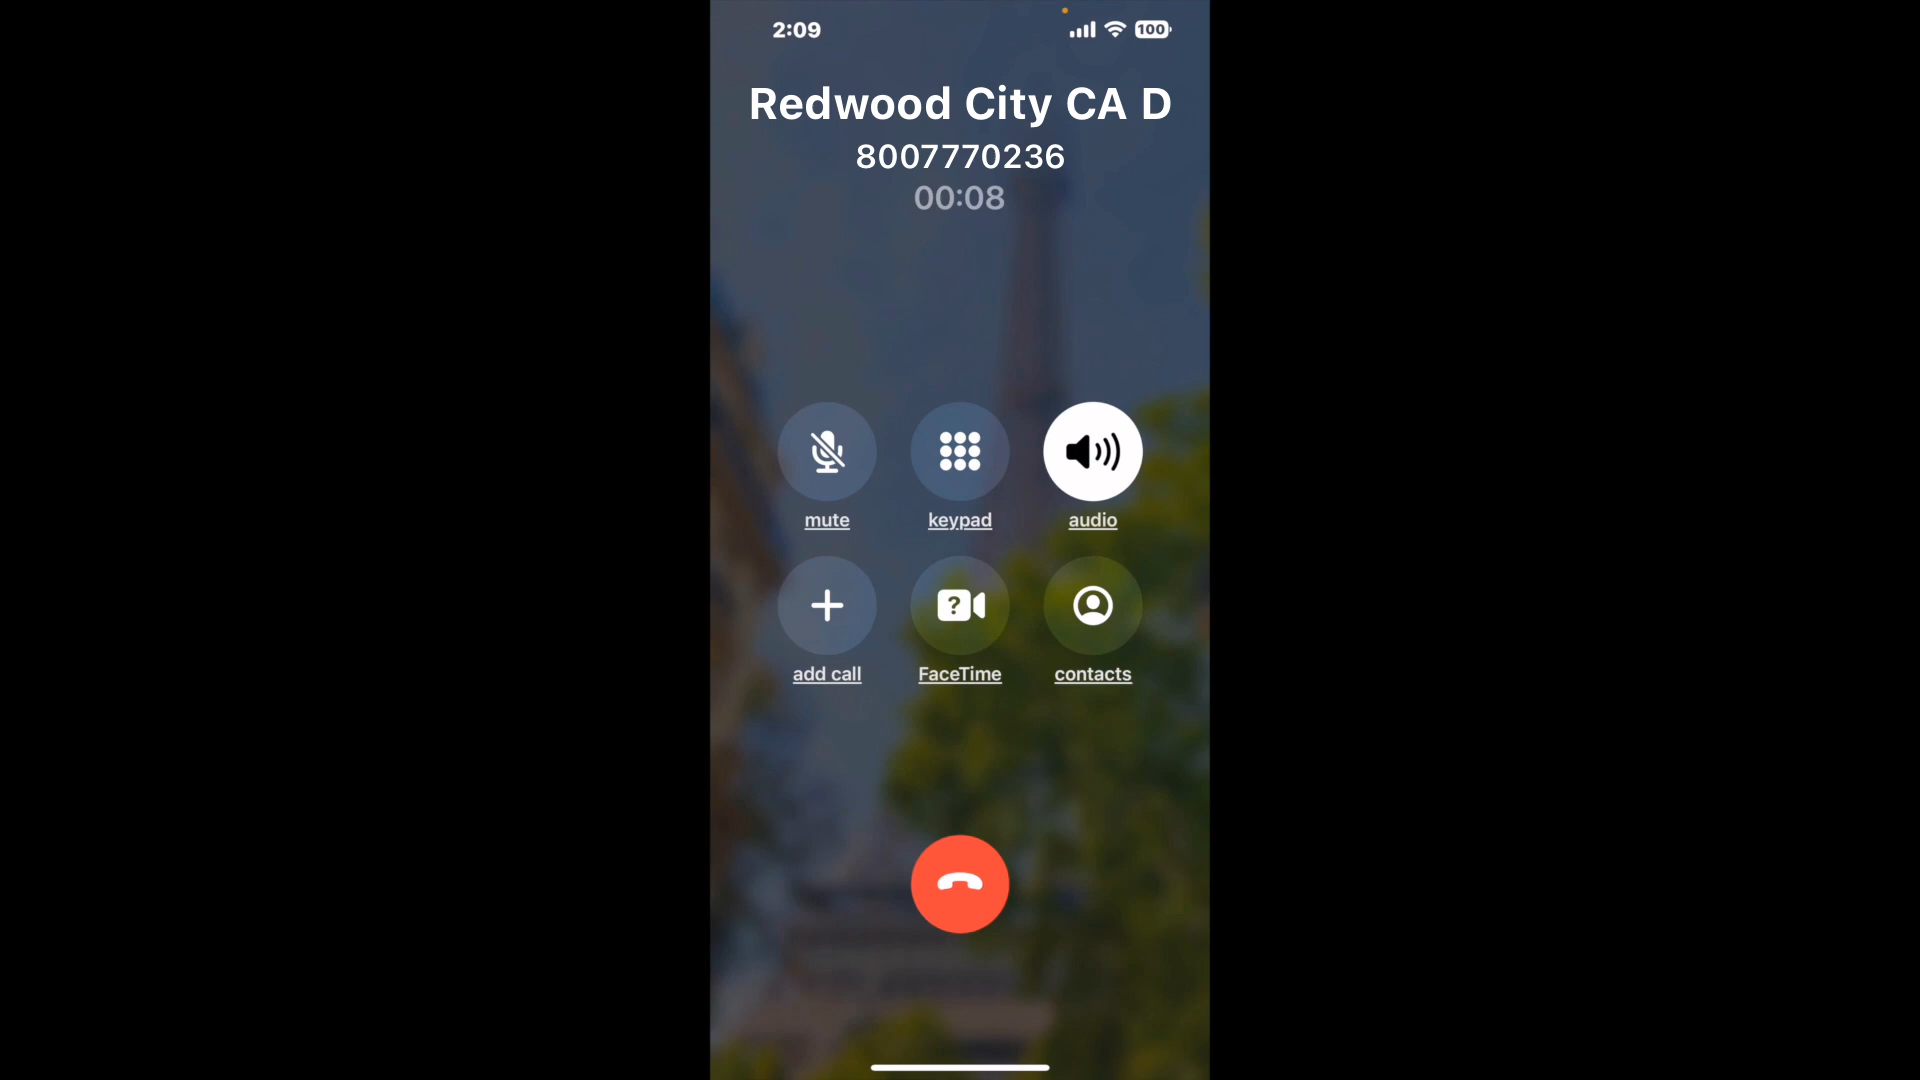 2:09
100
Redwood City CA D
8007770236
00:08
mute
keypad
audio
?
add call
FaceTime
contacts